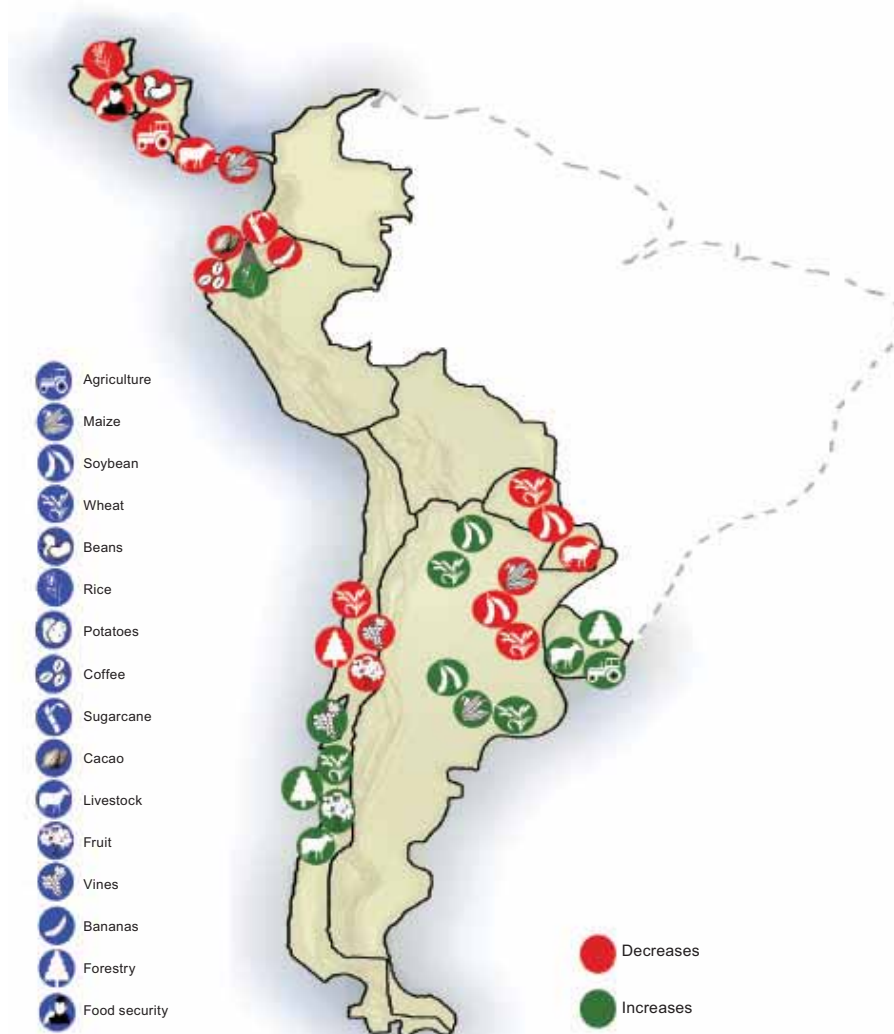 Agriculture
Maize
Soybean
Wheat
Beans
Rice
Potatoes
Coffee
Sugarcane
Cacao
Livestock
Fruit
Vines
Bananas
Forestry
Food security
Decreases
Increases